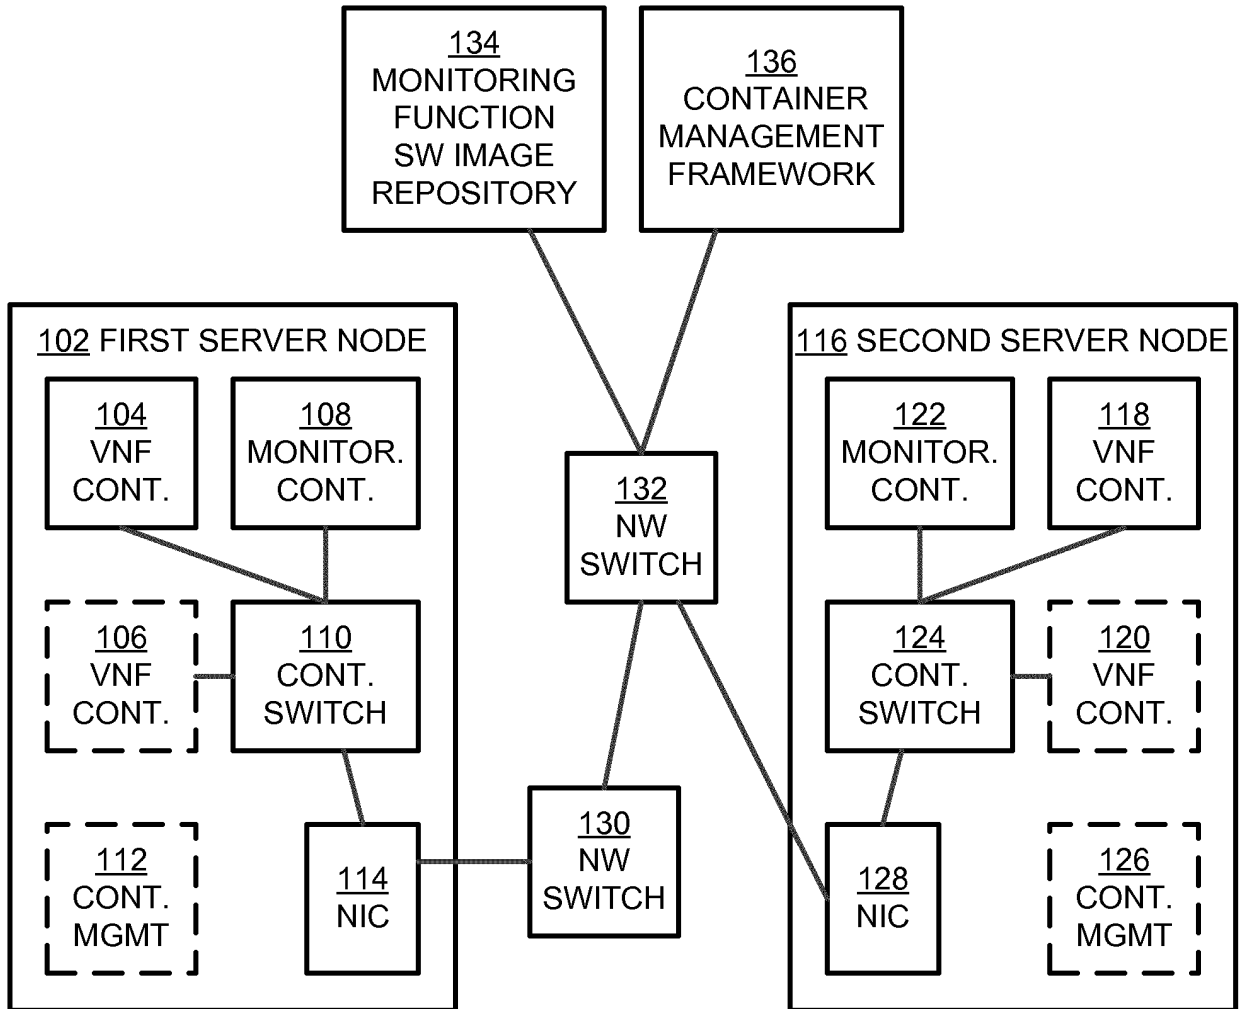 134
MONITORING
FUNCTION
SW IMAGE
REPOSITORY
136
CONTAINER
MANAGEMENT
FRAMEWORK
102 FIRST SERVER NODE
104
VNF
CONT.
108
MONITOR.
CONT.
106
VNF
CONT.
110
CONT.
SWITCH
112
CONT.
MGMT
114
NIC
132
NW
SWITCH
130
NW
SWITCH
116 SECOND SERVER NODE
122
MONITOR.
CONT.
118
VNF
CONT.
124
CONT.
SWITCH
120
VNF
CONT.
128
NIC
126
CONT.
MGMT